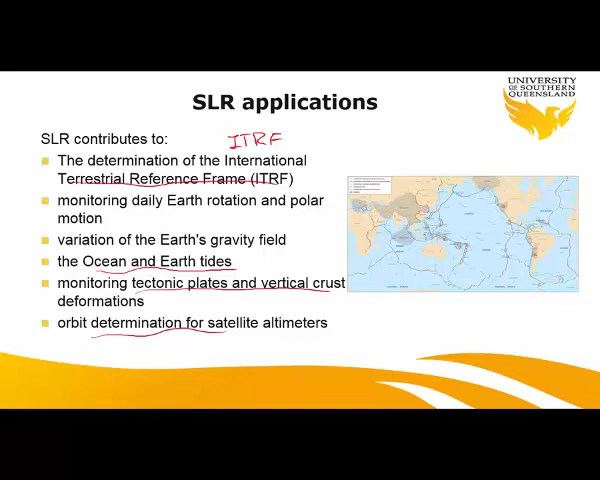 UNIVERSITY
OF SOUTHERN
QUEENSLAND
SLR applications
SLR contributes to:
ITRF
The determination of the International
Terrestrial Reference Frame (ITRF)
monitoring daily Earth rotation and polar
motion
variation of the Earth's gravity field
the Ocean and Earth tides
monitoring tectonic plates and vertical crust
deformations
orbit determination for satellite altimeters